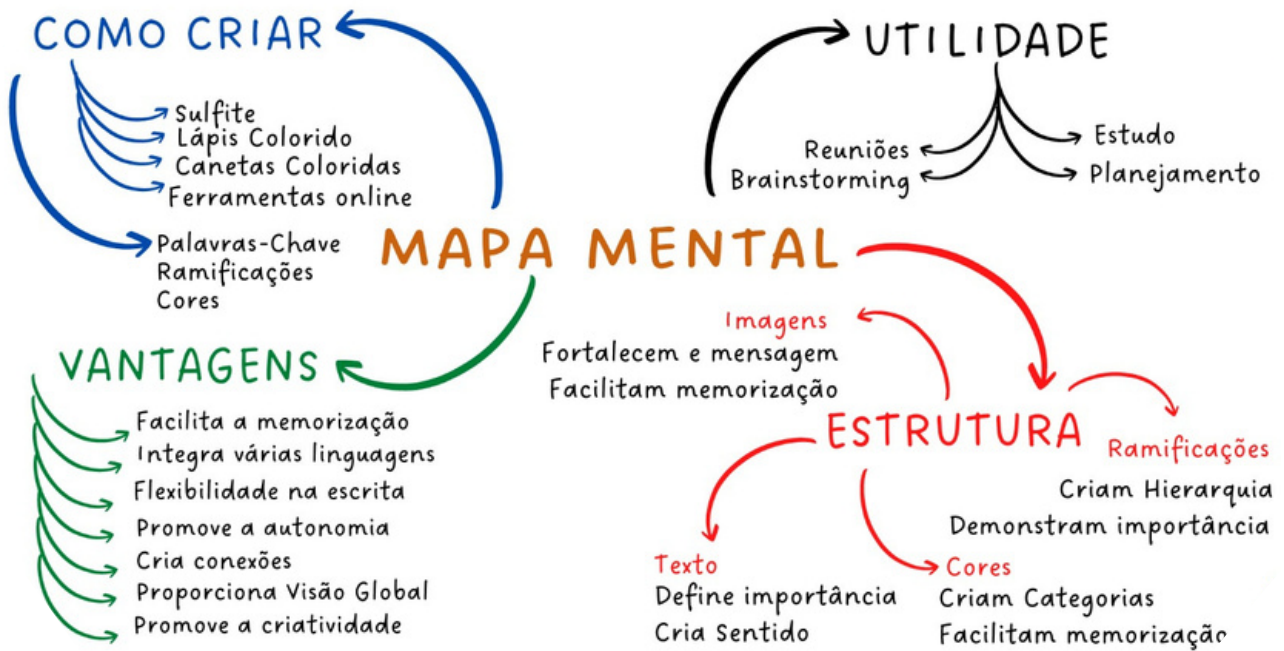 COMO CRIAR
Sulfite
Lápis Colorido
Canetas Coloridas
Ferramentas online
Palavras-Chave
Ramificações
Cores
UTILIDADE
Reuniões
Brainstorming
Estudo
Planejamento
MAPA MENTAL
VANTAGENS
Facilita a memorização
Integra várias linguagens
Flexibilidade na escrita
Promove a autonomia
Cria conexões
Proporciona Visão Global
Promove a criatividade
Imagens
Fortalecem e mensagem
Facilitam memorização
ESTRUTURA
Ramificações
Criam Hierarquia
Demonstram importância
Texto
Define importância
Cria Sentido
Cores
Criam Categorias
Facilitam memorização